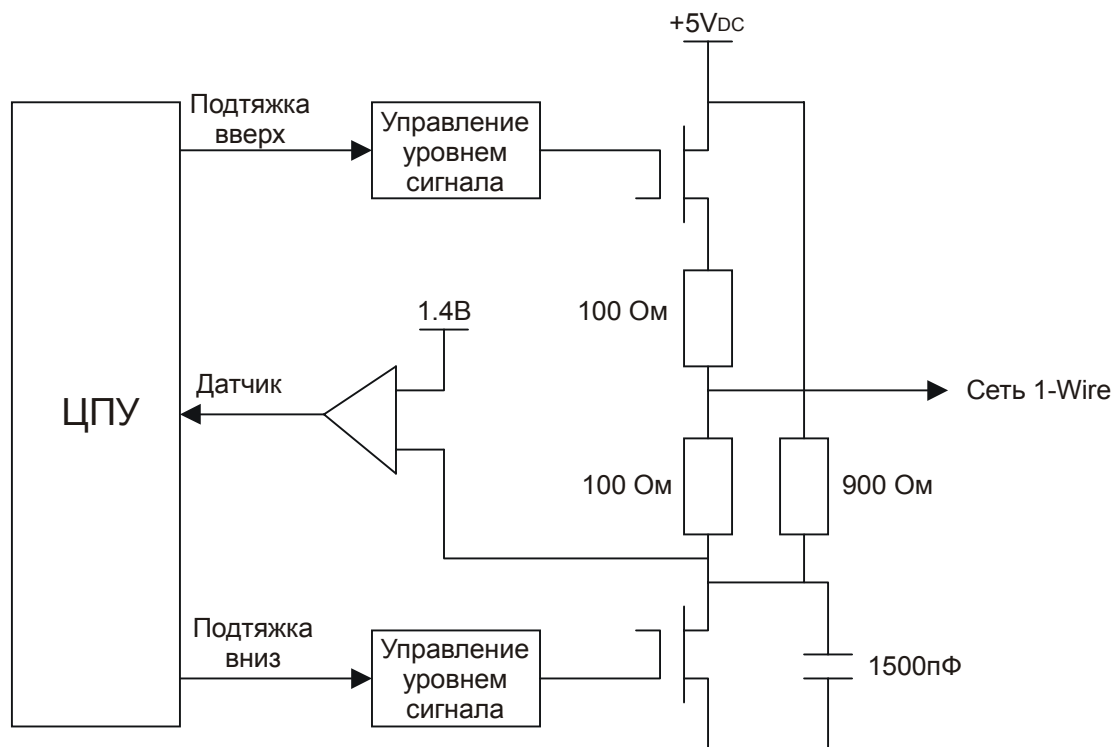 +5VDC
Подтяжка
вверх
Управление
уровнем
сигнала
100 Ом
1.4В
Датчик
ЦПУ
Сеть 1-Wire
100 Ом
900 Ом
Подтяжка
вниз
Управление
уровнем
сигнала
1500пФ